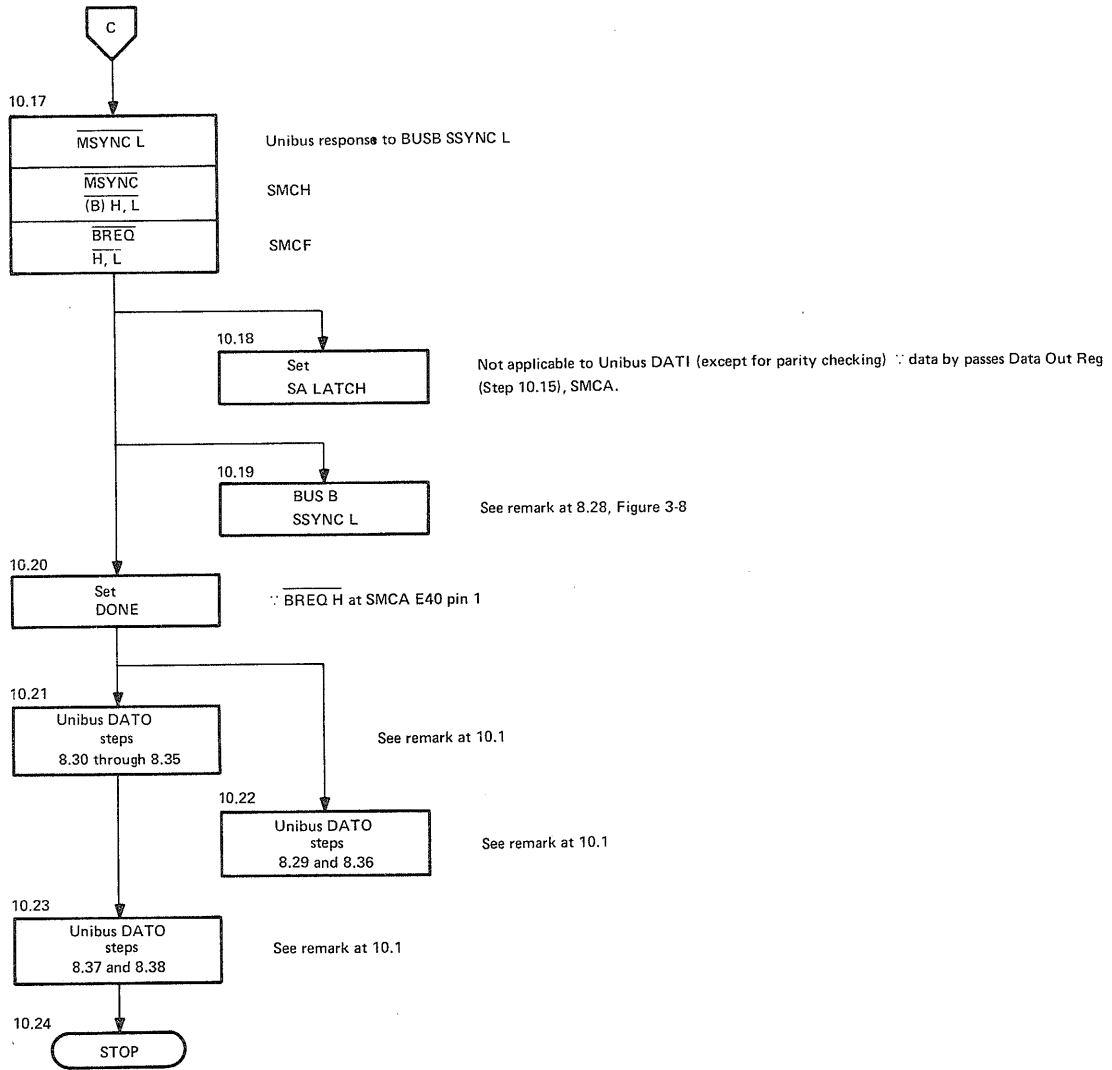 C
10.17
MSYNC L
Unibus response to BUSB SSYNC L
MSYNC
(B) H, L
SMCH
BREQ
H, L
SMCF
10.18
Set
SA LATCH
Not applicable to Unibus DATI (except for parity checking) ∵ data by passes Data Out Reg
(Step 10.15), SMCA.
10.19
BUS B
SSYNC L
See remark at 8.28, Figure 3-8
10.20
Set
DONE
∵ BREQ H at SMCA E40 pin 1
10.21
Unibus DATO
steps
8.30 through 8.35
See remark at 10.1
10.22
Unibus DATO
steps
8.29 and 8.36
See remark at 10.1
10.23
Unibus DATO
steps
8.37 and 8.38
See remark at 10.1
10.24
STOP